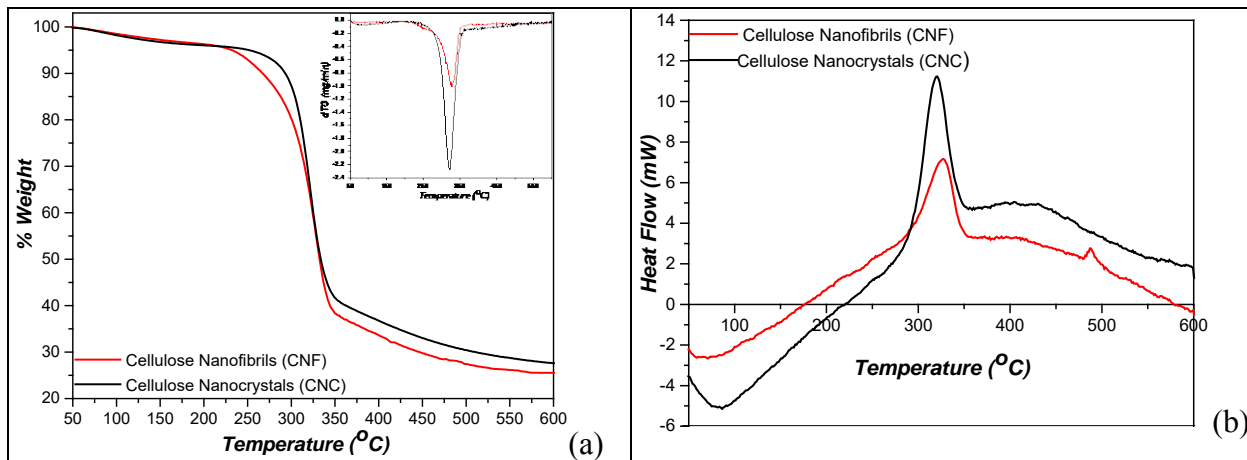 % Weight
100
90
80
70
60
50
40
30
20
Cellulose Nanofibrils (CNF)
Cellulose Nanocrystals (CNC)
50 100 150 200 250 300 350 400 450 500 550 600
Temperature (°C)
(a)
Temperature (°C)
Heat Flow (mW)
14
12
10
8
6
4
2
0
-2
-4
-6
Cellulose Nanofibrils (CNF)
Cellulose Nanocrystals (CNC)
100 200 300 400 500 600
Temperature (°C)
(b)